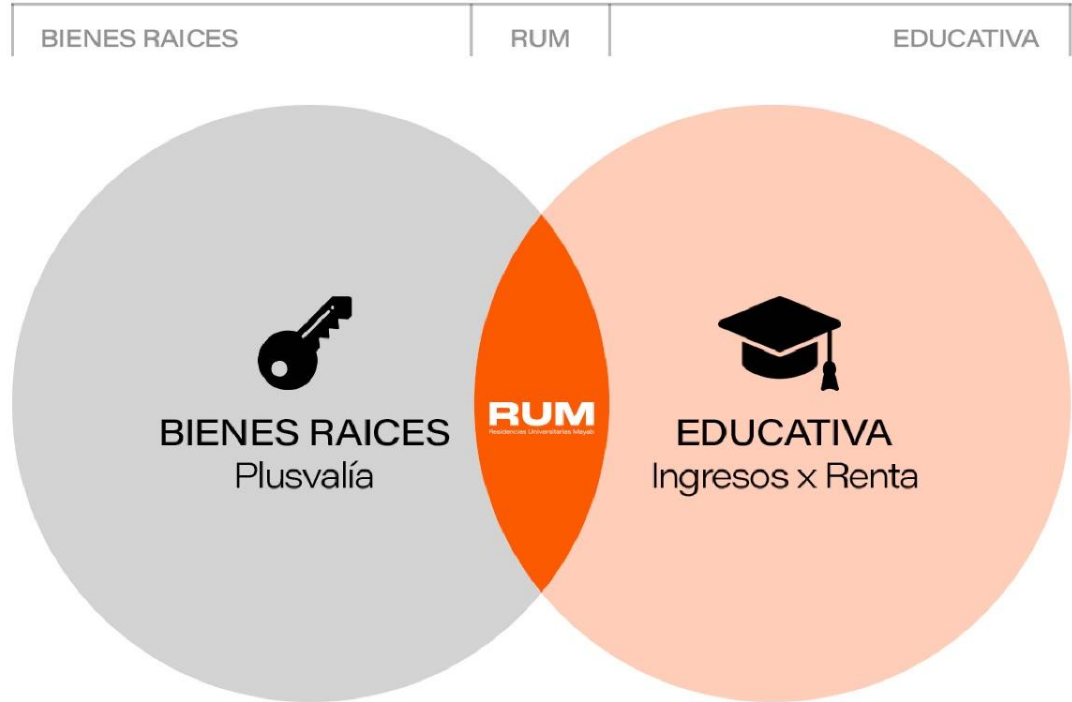 BIENES RAICES
RUM
EDUCATIVA
BIENES RAICES
Plusvalía
RUM
Residencias Universitarias Mayab
EDUCATIVA
Ingresos x Renta